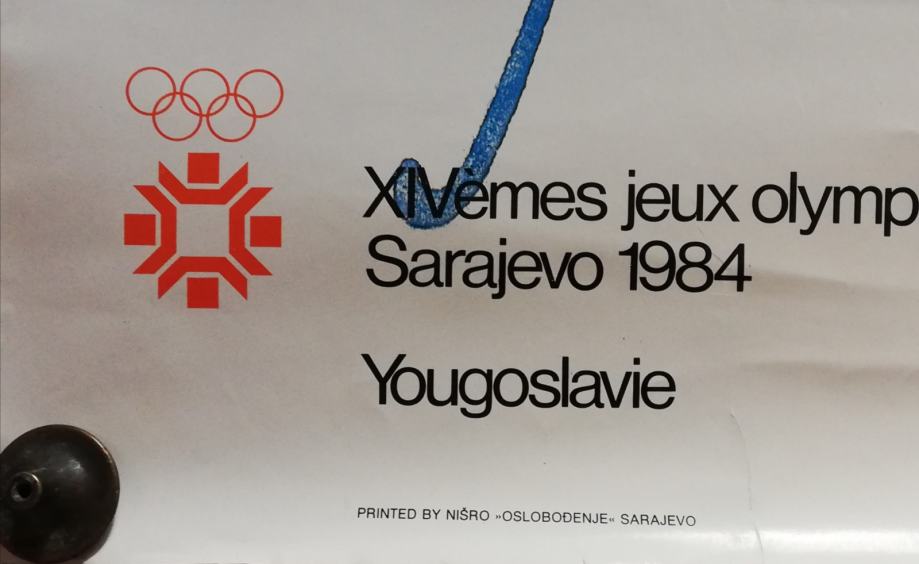 XIVèmes jeux olymp
Sarajevo 1984
Yougoslavie
PRINTED BY NIŠRO »OSLOBOĐENJE« SARAJEVO